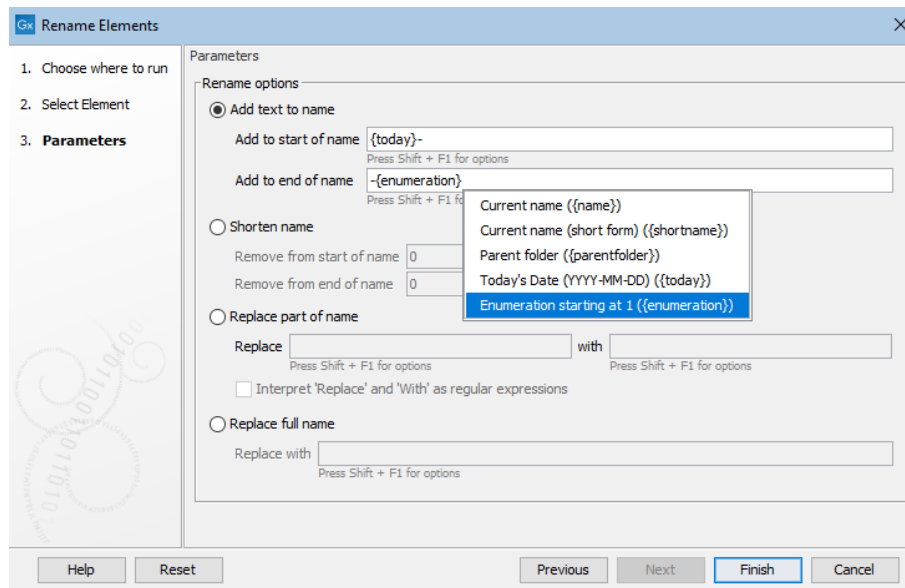 Gx Rename Elements
1. Choose where to run
2. Select Element
3. Parameters
Parameters
Rename options
Add text to name
Add to start of name {today}-
Press Shift + F1 for options
Add to end of name -{enumeration}
Press Shift + F1 fo
Current name ({name})
Current name (short form) ({shortname})
Parent folder ({parentfolder})
Today's Date (YYYY-MM-DD) ({today})
Enumeration starting at 1 ({enumeration})
Shorten name
Remove from start of name 0
Remove from end of name 0
Replace part of name
Replace with
Press Shift + F1 for options Press Shift + F1 for options
Interpret 'Replace' and 'With' as regular expressions
Replace full name
Replace with
Press Shift + F1 for options
Help Reset Previous Next Finish Cancel